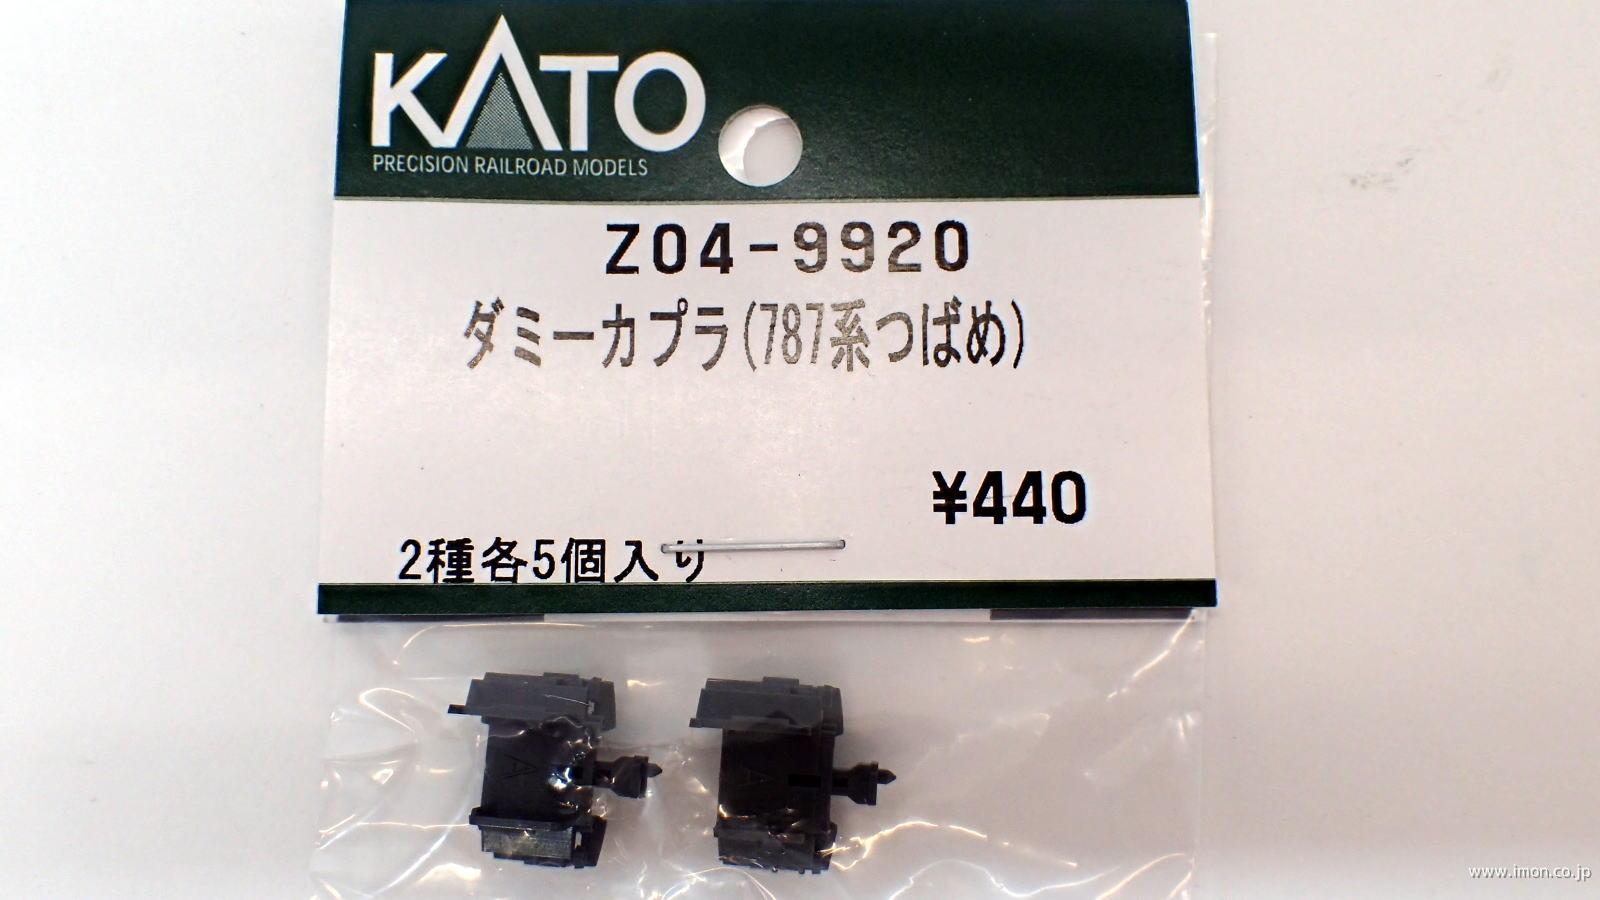 KATO
PRECISION RAILROAD MODELS
Z04-9920
ダミーカプラ(787系つばめ)
¥440
2種各5個入り
www.imon.co.jp